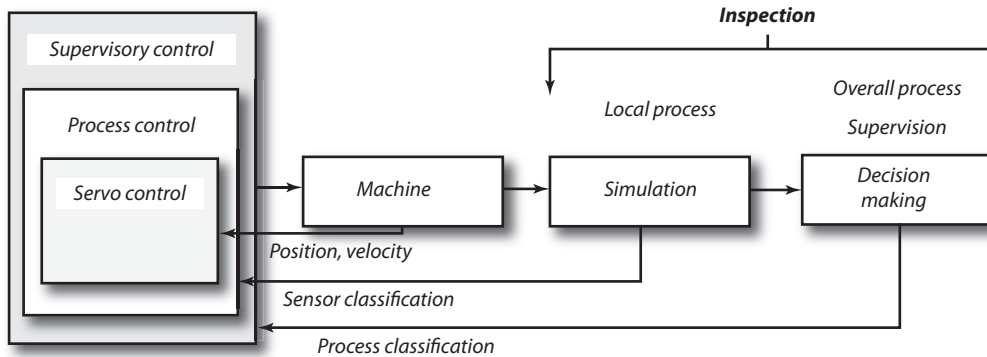 Inspection
Supervisory control
Local process
Overall process
Supervision
Process control
Servo control
Machine
Simulation
Decision
making
Position, velocity
Sensor classification
Process classification